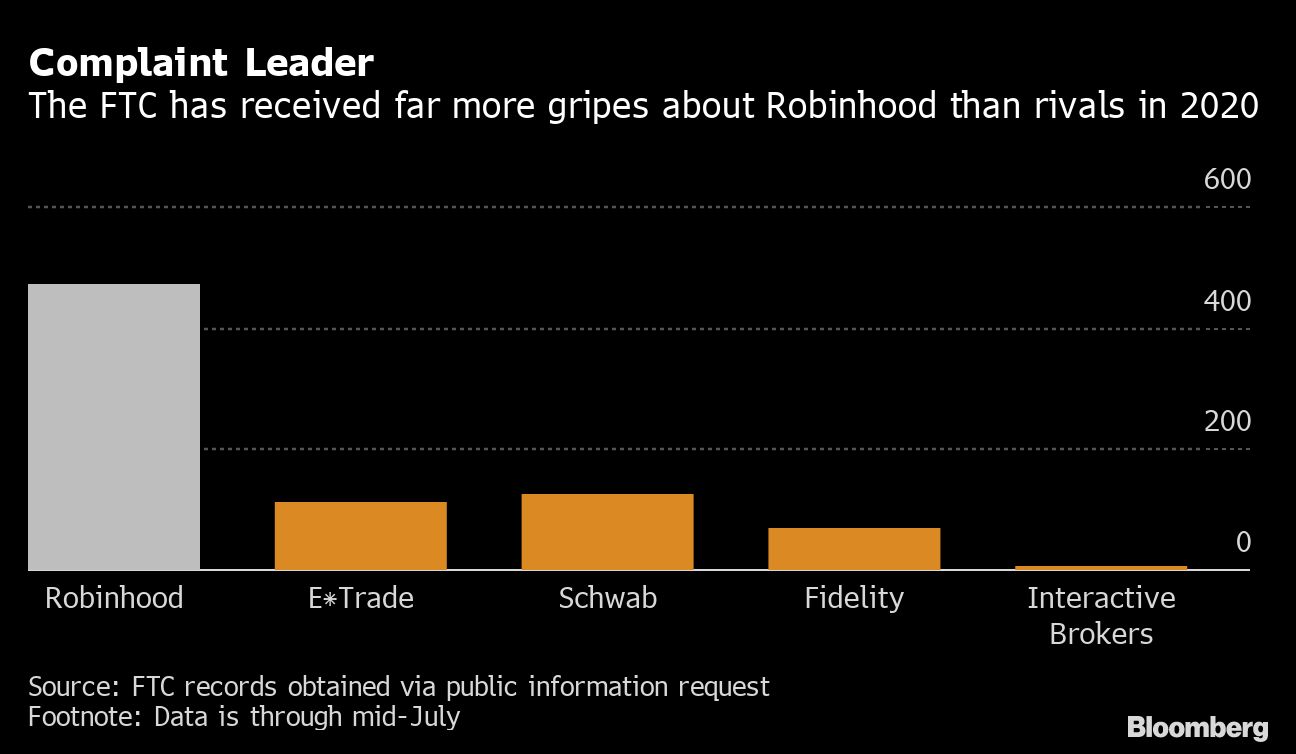 Complaint Leader
The FTC has received far more gripes about Robinhood than rivals in 2020
600
400
200
0
Robinhood
E*Trade
Schwab
Fidelity
Interactive
Brokers
Source: FTC records obtained via public information request
Footnote: Data is through mid-July
Bloomberg